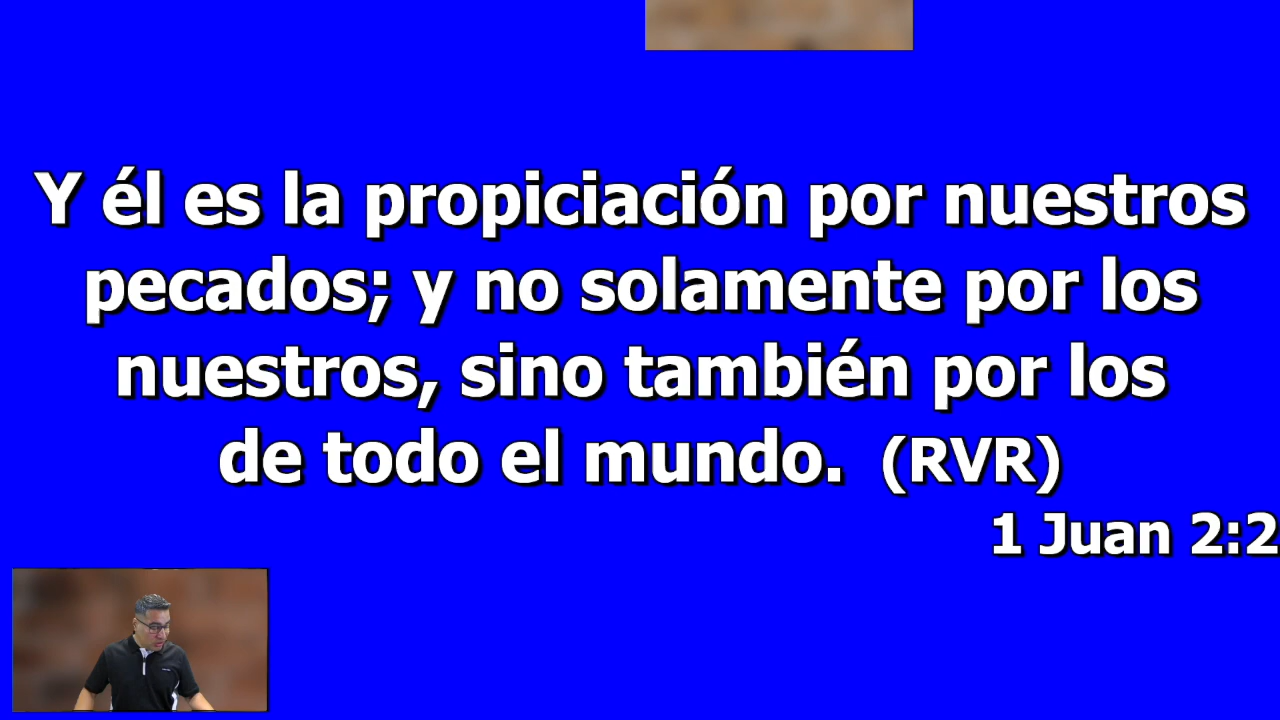 Y él es la propiciación por nuestros
pecados; y no solamente por los
nuestros, sino también por los
de todo el mundo. (RVR)
1 Juan 2:2